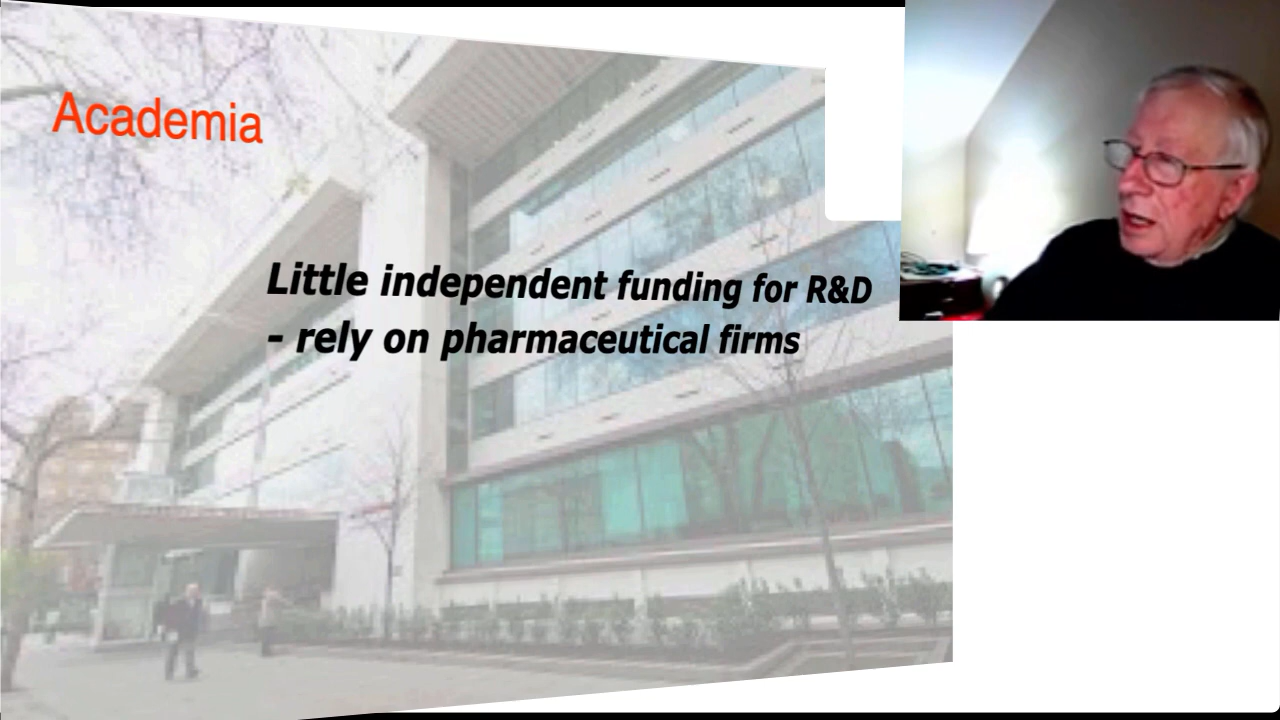 Academia
Little independent funding for R&D
- rely on pharmaceutical firms